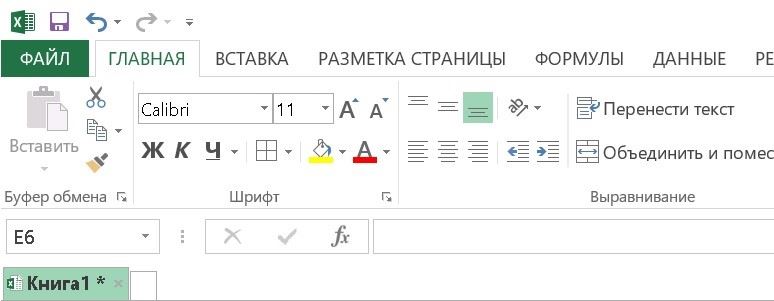 ФАЙЛ ГЛАВНАЯ ВСТАВКА РАЗМЕТКА СТРАНИЦЫ ФОРМУЛЫ ДАННЫЕ РЕ
Calibri 11 A A Перенести текст
Вставить Ж К Ч А Объединить и помес
Буфер обмена Шрифт Выравнивание
E6 fx
Книга1 *